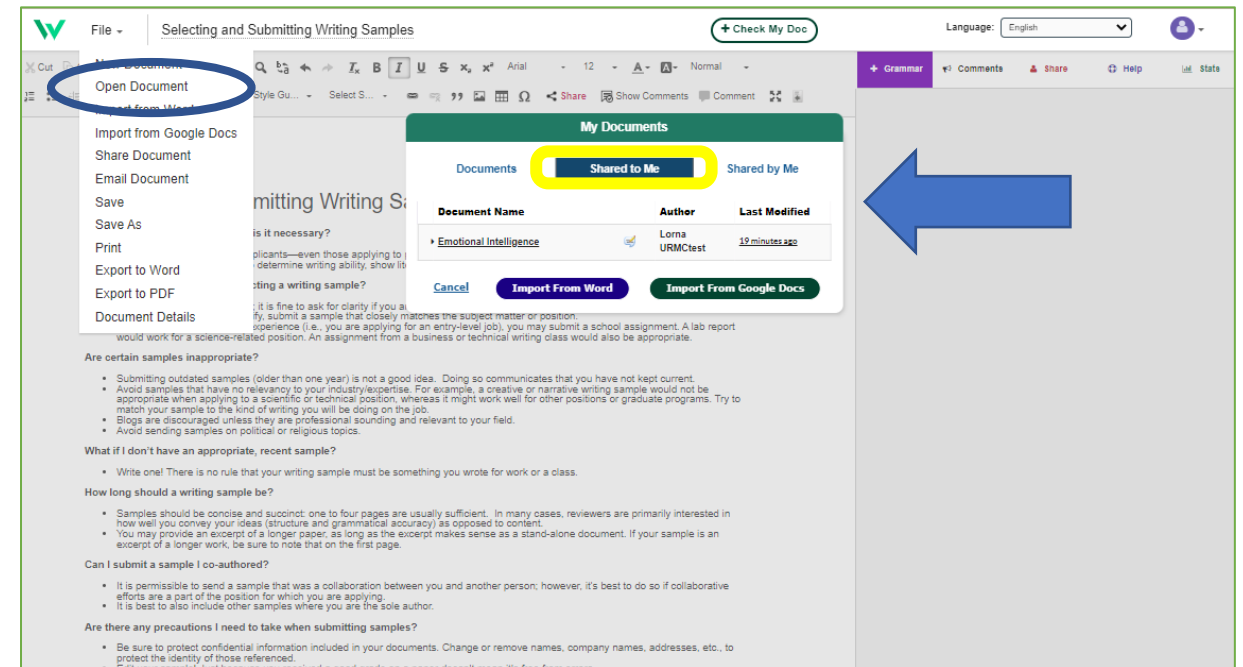 File
Selecting and Submitting Writing Samples
+ Check My Doc
Language: English
Cut
Arial 12 A A Normal
+ Grammar Comments Share Help Stats
Style Gu... Select S... Share Show Comments Comment
New Document
Open Document
Import from Word
Import from Google Docs
Share Document
Email Document
Save
Save As
Print
Export to Word
Export to PDF
Document Details
My Documents
Documents Shared to Me Shared by Me
Document Name Author Last Modified
Emotional Intelligence Lorna URMCtest 19 minutes ago
Cancel Import From Word Import From Google Docs
mitting Writing Sa
is it necessary?
plicants—even those applying to
determine writing ability, show lit
cting a writing sample?
it is fine to ask for clarity if you a
fy, submit a sample that closely matches the subject matter or position.
experience (i.e., you are applying for an entry-level job), you may submit a school assignment. A lab report
would work for a science-related position. An assignment from a business or technical writing class would also be appropriate.
Are certain samples inappropriate?
• Submitting outdated samples (older than one year) is not a good idea. Doing so communicates that you have not kept current.
• Avoid samples that have no relevancy to your industry/expertise. For example, a creative or narrative writing sample would not be
appropriate when applying to a scientific or technical position, whereas it might work well for other positions or graduate programs. Try to
match your sample to the kind of writing you will be doing on the job.
• Blogs are discouraged unless they are professional sounding and relevant to your field.
• Avoid sending samples on political or religious topics.
What if I don't have an appropriate, recent sample?
• Write one! There is no rule that your writing sample must be something you wrote for work or a class.
How long should a writing sample be?
• Samples should be concise and succinct: one to four pages are usually sufficient. In many cases, reviewers are primarily interested in
how well you convey your ideas (structure and grammatical accuracy) as opposed to content.
• You may provide an excerpt of a longer paper, as long as the excerpt makes sense as a stand-alone document. If your sample is an
excerpt of a longer work, be sure to note that on the first page.
Can I submit a sample I co-authored?
• It is permissible to send a sample that was a collaboration between you and another person; however, it's best to do so if collaborative
efforts are a part of the position for which you are applying.
• It is best to also include other samples where you are the sole author.
Are there any precautions I need to take when submitting samples?
• Be sure to protect confidential information included in your documents. Change or remove names, company names, addresses, etc., to
protect the identity of those referenced.